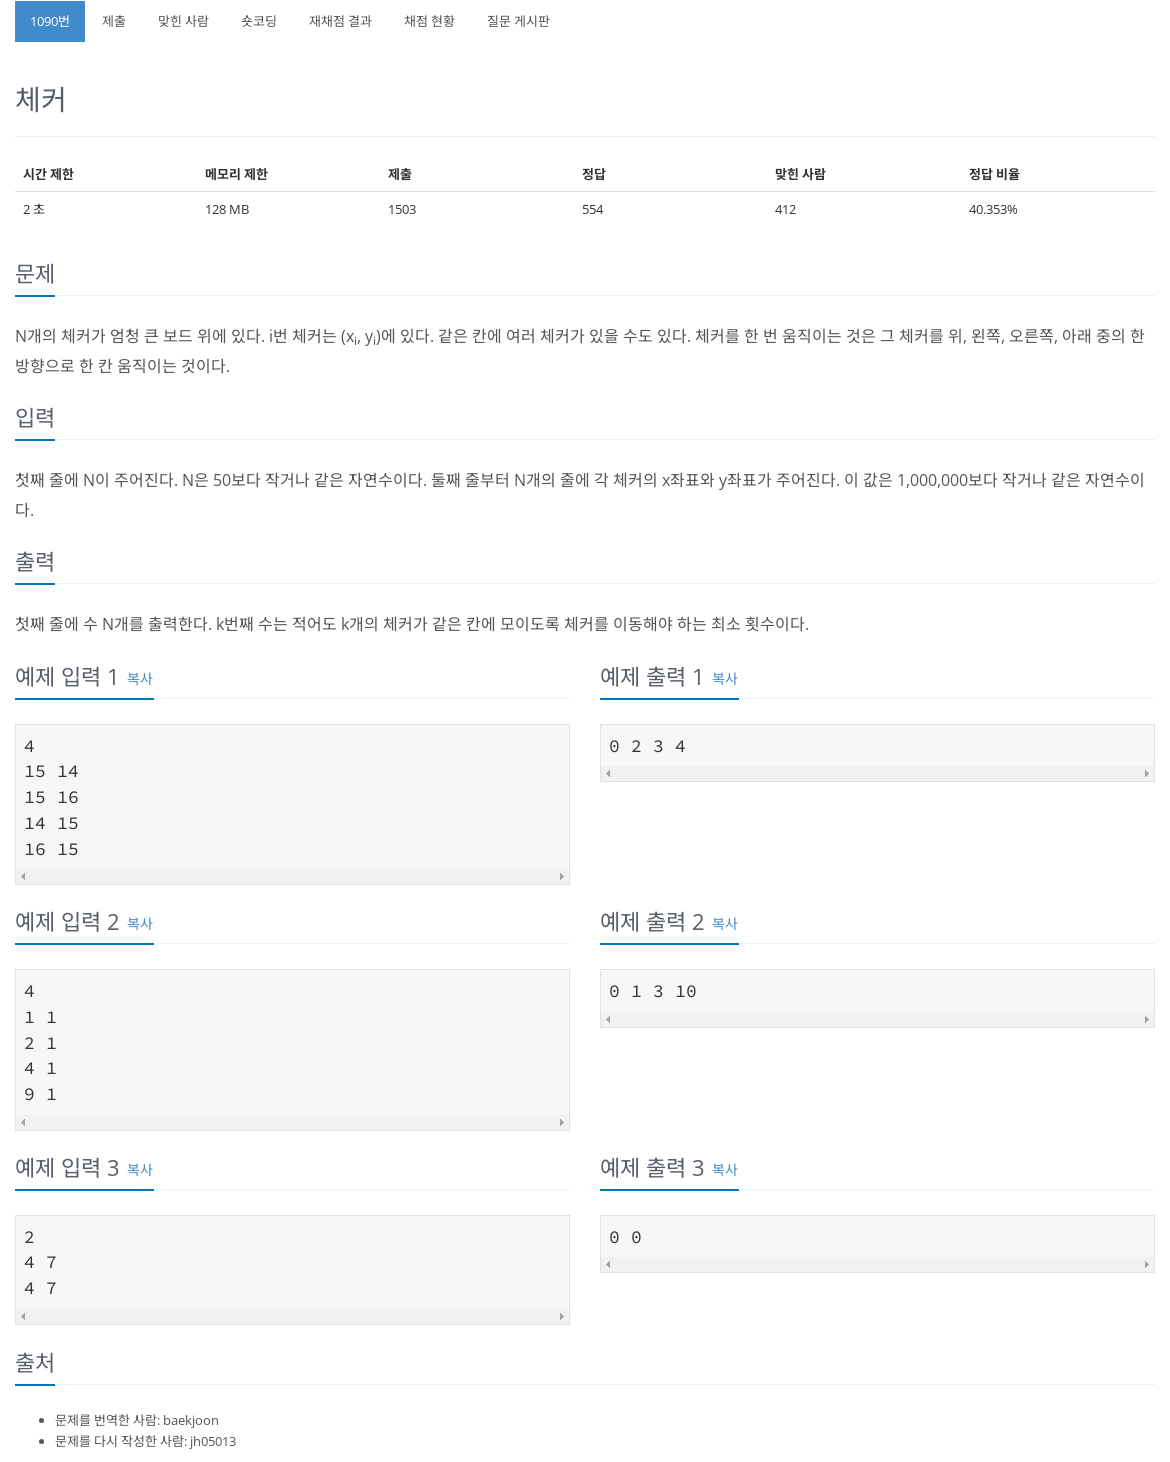 1090번 제출 맞힌 사람 숏코딩 재채점 결과 채점 현황 질문 게시판
체커
시간 제한 메모리 제한 제출 정답 맞힌 사람 정답 비율
2 초 128 MB 1503 554 412 40.353%
문제
N개의 체커가 엄청 큰 보드 위에 있다. i번 체커는 (xi, yi)에 있다. 같은 칸에 여러 체커가 있을 수도 있다. 체커를 한 번 움직이는 것은 그 체커를 위, 왼쪽, 오른쪽, 아래 중의 한
방향으로 한 칸 움직이는 것이다.
입력
첫째 줄에 N이 주어진다. N은 50보다 작거나 같은 자연수이다. 둘째 줄부터 N개의 줄에 각 체커의 x좌표와 y좌표가 주어진다. 이 값은 1,000,000보다 작거나 같은 자연수이
다.
출력
첫째 줄에 수 N개를 출력한다. k번째 수는 적어도 k개의 체커가 같은 칸에 모이도록 체커를 이동해야 하는 최소 횟수이다.
예제 입력 1 복사
4
15 14
15 16
14 15
16 15
예제 출력 1 복사
0 2 3 4
예제 입력 2 복사
4
1 1
2 1
4 1
9 1
예제 출력 2 복사
0 1 3 10
예제 입력 3 복사
2
4 7
4 7
예제 출력 3 복사
0 0
출처
문제를 번역한 사람: baekjoon
문제를 다시 작성한 사람: jh05013